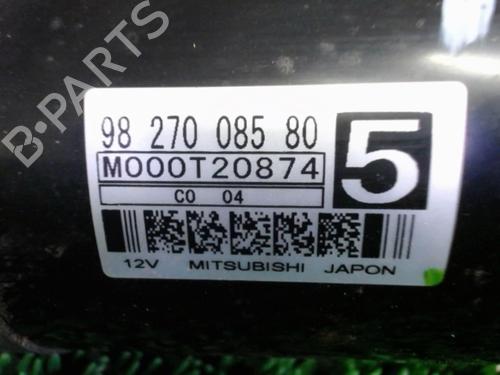 B-PARTS
98 270 085 80
5
M000T20874
C0 04
12V MITSUBISHI JAPON